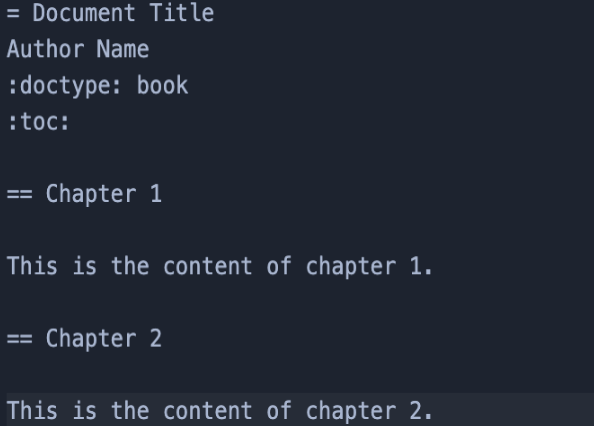 = Document Title
Author Name
:doctype: book
:toc:
== Chapter 1
This is the content of chapter 1.
== Chapter 2
This is the content of chapter 2.